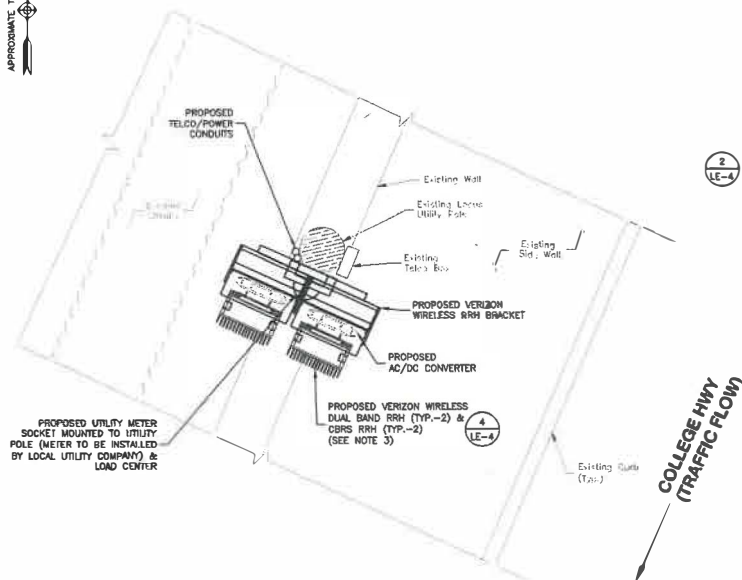 APPROXIMATE T
PROPOSED
TELCO/POWER
CONDUITS
2
LE-4
Existing Wall
Existing
Utility Pole
Existing
Telco Box
Existing
Side Wall
PROPOSED VERIZON
WIRELESS RRH BRACKET
PROPOSED
AC/DC CONVERTER
PROPOSED VERIZON WIRELESS
DUAL BAND RRH (TYP.-2) &
CBRS RRH (TYP.-2)
(SEE NOTE 3)
4
LE-4
PROPOSED UTILITY METER
SOCKET MOUNTED TO UTILITY
POLE (METER TO BE INSTALLED
BY LOCAL UTILITY COMPANY) &
LOAD CENTER
Existing Curb
(Typ.)
COLLEGE HWY
(TRAFFIC FLOW)